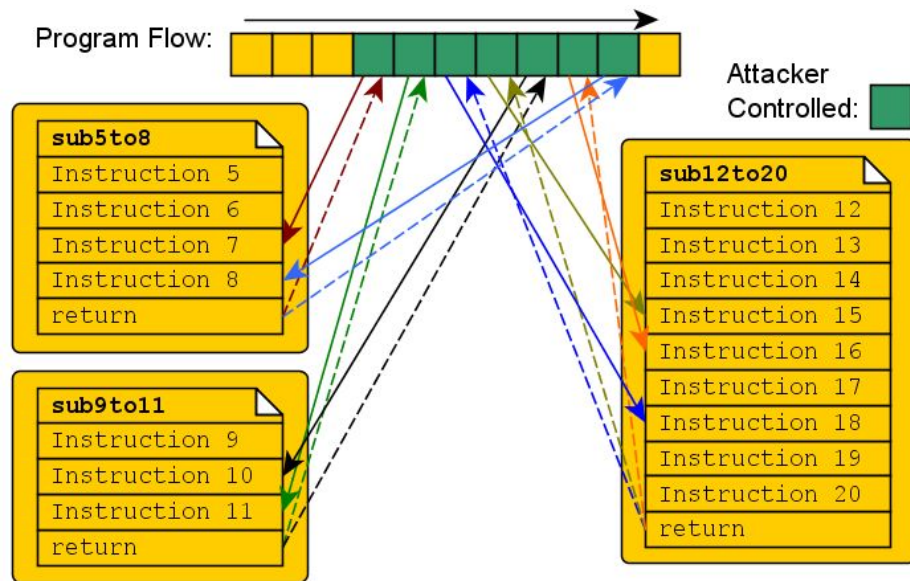 Program Flow:
Attacker
Controlled:
sub5to8
Instruction 5
Instruction 6
Instruction 7
Instruction 8
return
sub9to11
Instruction 9
Instruction 10
Instruction 11
return
sub12to20
Instruction 12
Instruction 13
Instruction 14
Instruction 15
Instruction 16
Instruction 17
Instruction 18
Instruction 19
Instruction 20
return